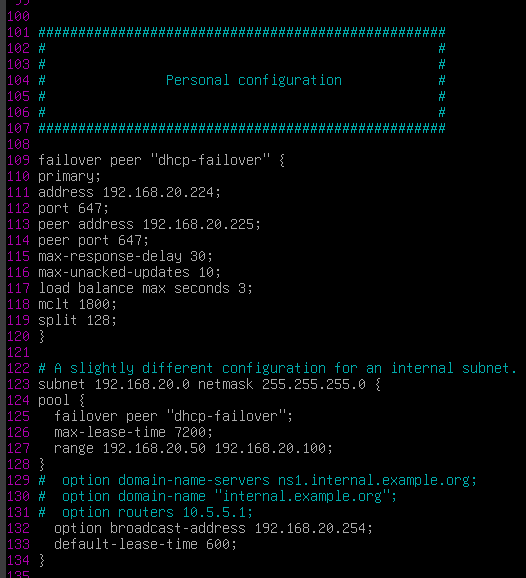 99
100
101 ###################################################
102 #                                                 #
103 #                                                 #
104 #               Personal configuration            #
105 #                                                 #
106 #                                                 #
107 ###################################################
108
109 failover peer "dhcp-failover" {
110 primary;
111 address 192.168.20.224;
112 port 647;
113 peer address 192.168.20.225;
114 peer port 647;
115 max-response-delay 30;
116 max-unacked-updates 10;
117 load balance max seconds 3;
118 mclt 1800;
119 split 128;
120 }
121
122 # A slightly different configuration for an internal subnet.
123 subnet 192.168.20.0 netmask 255.255.255.0 {
124 pool {
125   failover peer "dhcp-failover";
126   max-lease-time 7200;
127   range 192.168.20.50 192.168.20.100;
128 }
129 #  option domain-name-servers ns1.internal.example.org;
130 #  option domain-name "internal.example.org";
131 #  option routers 10.5.5.1;
132   option broadcast-address 192.168.20.254;
133   default-lease-time 600;
134 }
135